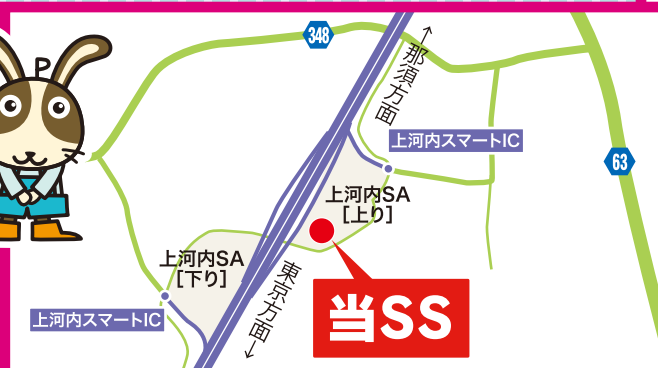 348
←那須方面
P
上河内スマートIC
63
上河内SA
[上り]
上河内SA
[下り]
東京方面→
上河内スマートIC
当SS